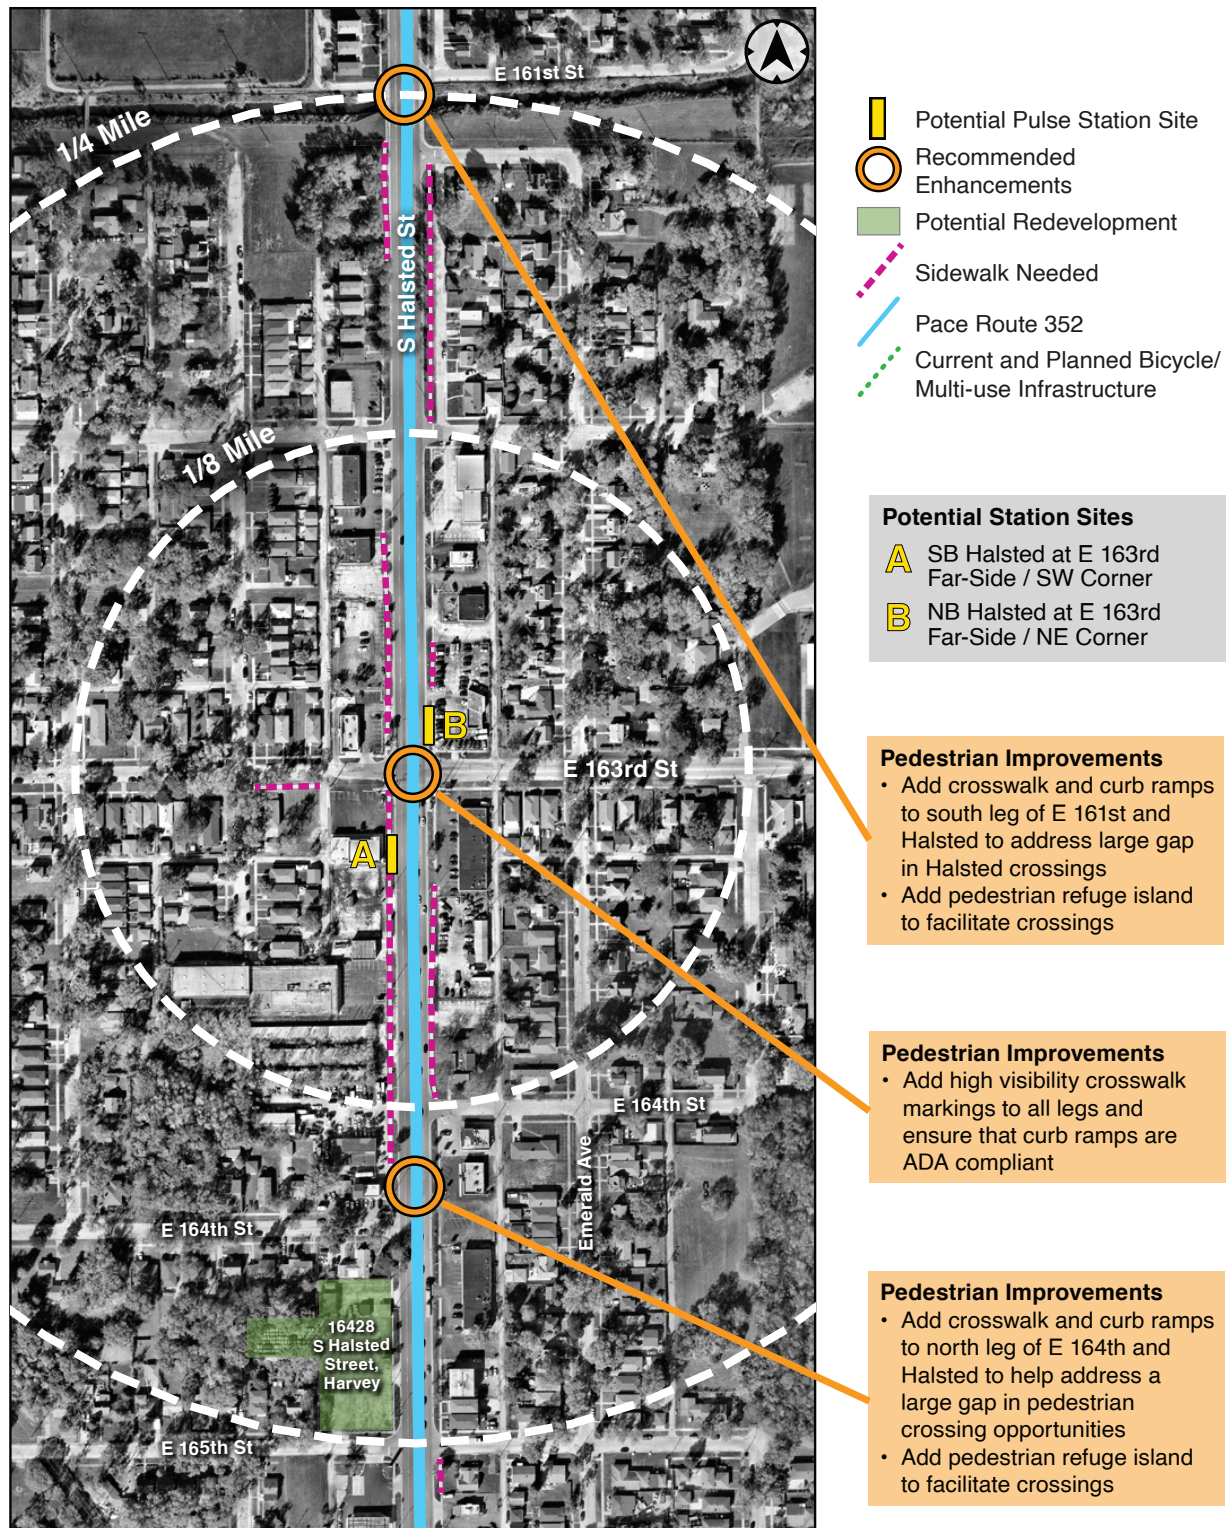 E 161st St
1/4 Mile
S Halsted St
1/8 Mile
B
E 163rd St
A
E 164th St
Emerald Ave
E 164th St
16428
S Halsted
Street,
Harvey
E 165th St
Potential Pulse Station Site
Recommended
Enhancements
Potential Redevelopment
Sidewalk Needed
Pace Route 352
Current and Planned Bicycle/
Multi-use Infrastructure
Potential Station Sites
A SB Halsted at E 163rd
Far-Side / SW Corner
B NB Halsted at E 163rd
Far-Side / NE Corner
Pedestrian Improvements
• Add crosswalk and curb ramps
to south leg of E 161st and
Halsted to address large gap
in Halsted crossings
• Add pedestrian refuge island
to facilitate crossings
Pedestrian Improvements
• Add high visibility crosswalk
markings to all legs and
ensure that curb ramps are
ADA compliant
Pedestrian Improvements
• Add crosswalk and curb ramps
to north leg of E 164th and
Halsted to help address a
large gap in pedestrian
crossing opportunities
• Add pedestrian refuge island
to facilitate crossings